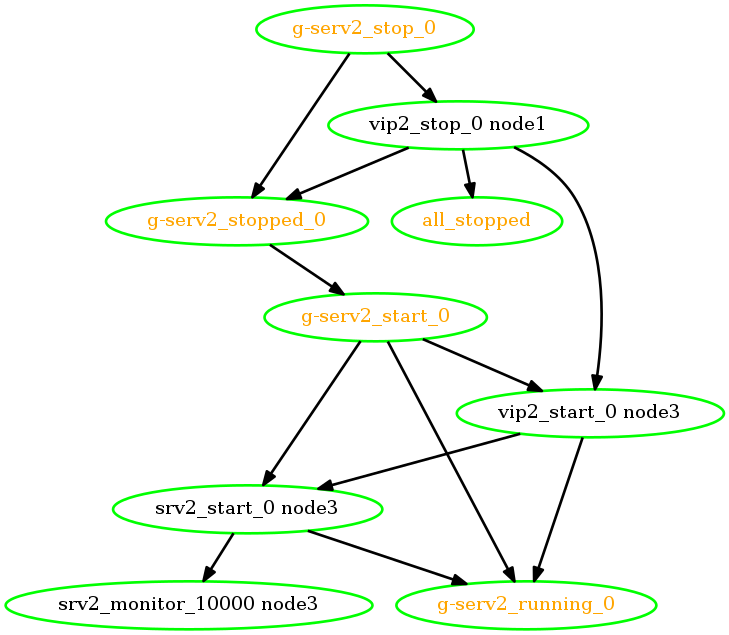 g-serv2_stop_0
vip2_stop_0 node1
g-serv2_stopped_0
all_stopped
g-serv2_start_0
vip2_start_0 node3
srv2_start_0 node3
srv2_monitor_10000 node3
g-serv2_running_0